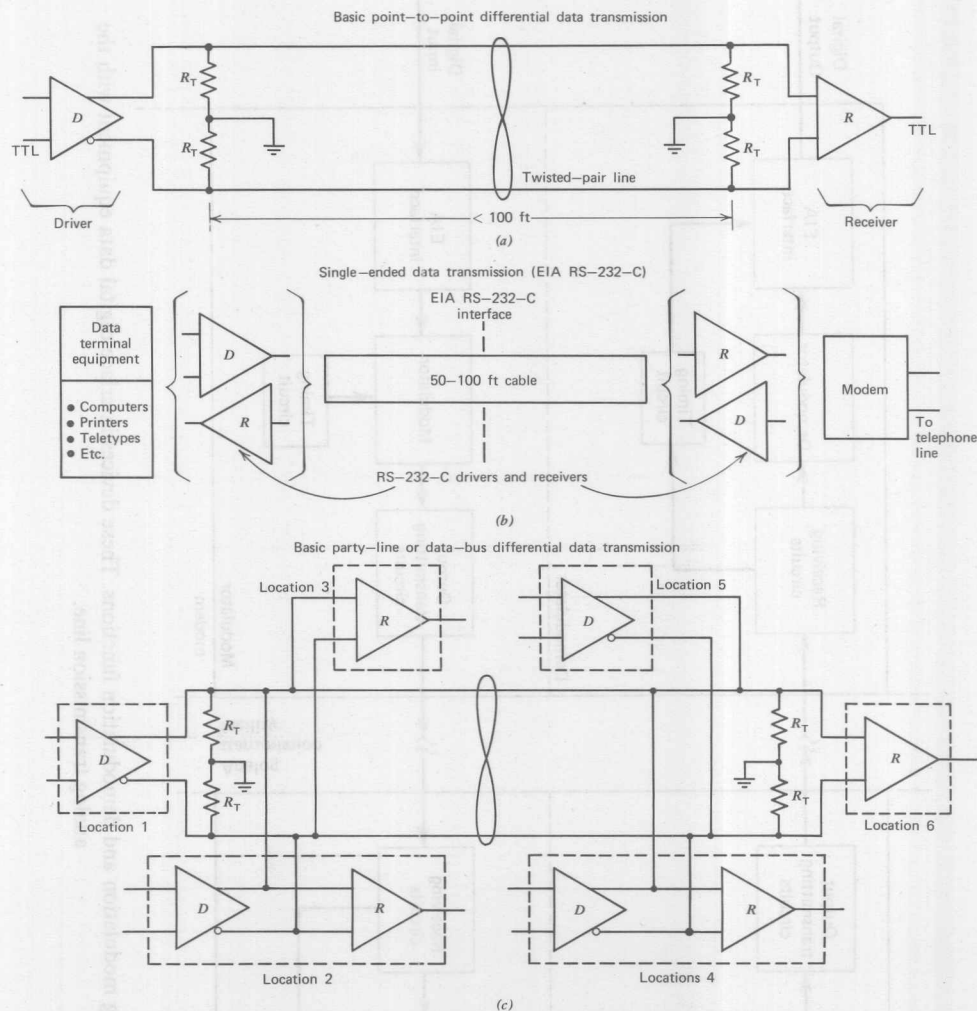 Basic point-to-point differential data transmission
R_T
R_T
R_T
R_T
D
R
TTL
TTL
Twisted-pair line
Driver
< 100 ft
Receiver
(a)
Single-ended data transmission (EIA RS-232-C)
EIA RS-232-C
interface
Data
terminal
equipment
• Computers
• Printers
• Teletypes
• Etc.
D
R
50-100 ft cable
R
D
Modem
To
telephone
line
RS-232-C drivers and receivers
(b)
Basic party-line or data-bus differential data transmission
Location 3
R
D
Location 5
D
R_T
R_T
R_T
R_T
R
Location 1
Location 6
D
R
D
R
Location 2
Locations 4
(c)